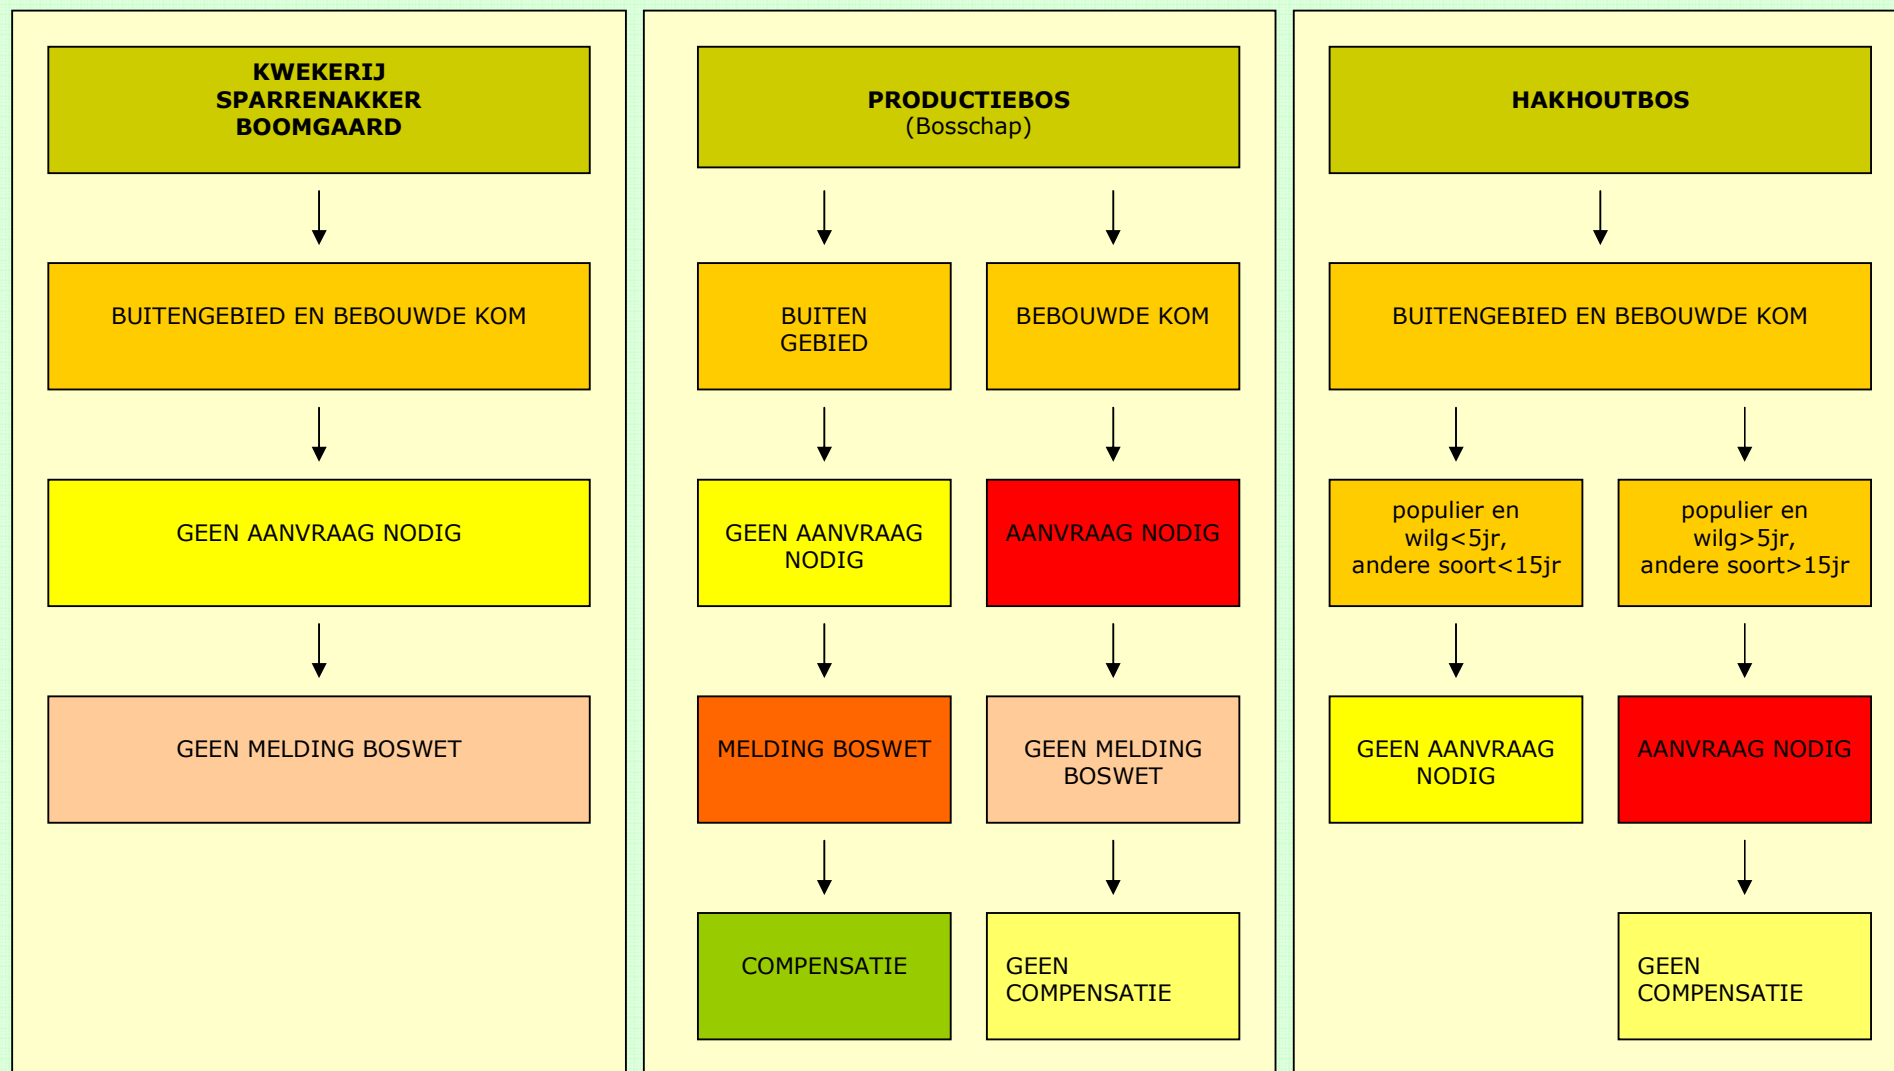 KWEKERIJ
SPARRENAKKER
BOOMGAARD
BUITENGEBIED EN BEBOUWDE KOM
GEEN AANVRAAG NODIG
GEEN MELDING BOSWET
PRODUCTIEBOS
(Bosschap)
BUITEN
GEBIED
GEEN AANVRAAG
NODIG
MELDING BOSWET
COMPENSATIE
BEBOUWDE KOM
AANVRAAG NODIG
GEEN MELDING
BOSWET
GEEN
COMPENSATIE
HAKHOUTBOS
BUITENGEBIED EN BEBOUWDE KOM
populier en
wilg<5jr,
andere soort<15jr
GEEN AANVRAAG
NODIG
populier en
wilg>5jr,
andere soort>15jr
AANVRAAG NODIG
GEEN
COMPENSATIE